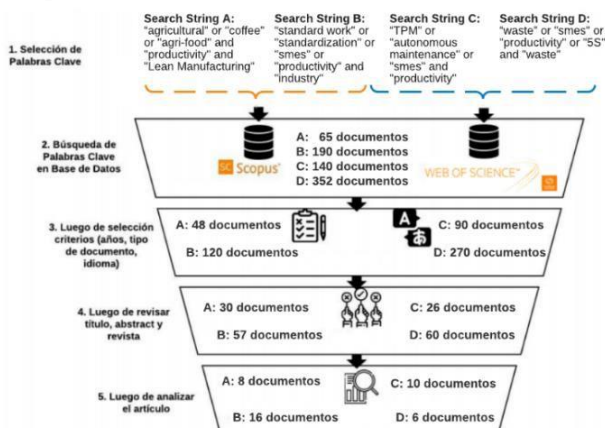 Search String A:
"agricultural" or "coffee"
or "agri-food" and
"productivity" and
"Lean Manufacturing"
Search String B:
"standard work" or
"standardization" or
"smes" or
"productivity" and
"industry"
Search String C:
"TPM" or
"autonomous
maintenance" or
"smes" and
"productivity"
Search String D:
"waste" or "smes" or
"productivity" or "5S"
and "waste"
1. Selección de
Palabras Clave
2. Búsqueda de
Palabras Clave
en Base de Datos
SC Scopus
A: 65 documentos
B: 190 documentos
C: 140 documentos
D: 352 documentos
WEB OF SCIENCE™
3. Luego de selección
criterios (años, tipo
de documento,
idioma)
A: 48 documentos
B: 120 documentos
A
C: 90 documentos
D: 270 documentos
4. Luego de revisar
título, abstract y
revista
A: 30 documentos
B: 57 documentos
C: 26 documentos
D: 60 documentos
5. Luego de analizar
el artículo
A: 8 documentos
B: 16 documentos
C: 10 documentos
D: 6 documentos